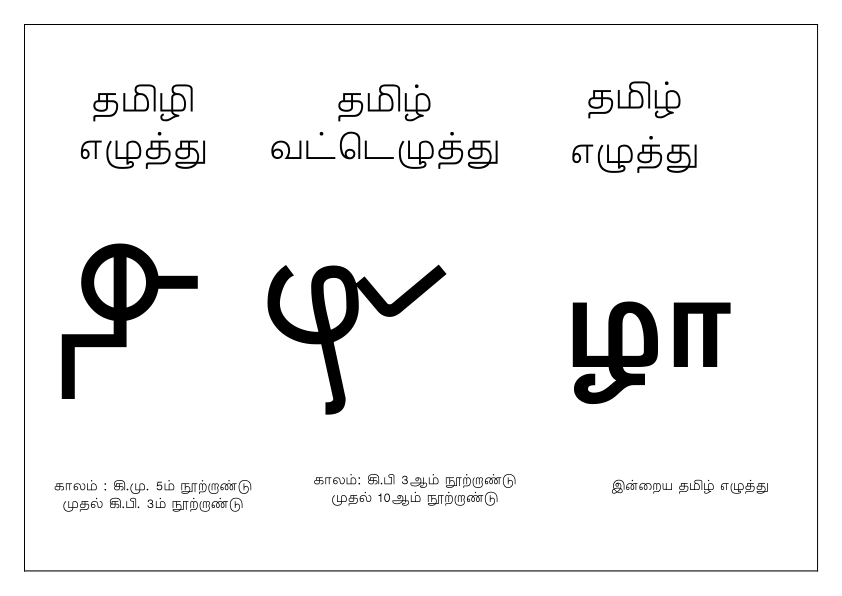 தமிழி
எழுத்து
தமிழ்
வட்டெழுத்து
தமிழ்
எழுத்து
ழா
காலம் : கி.மு. 5ம் நூற்றாண்டு
முதல் கி.பி. 3ம் நூற்றாண்டு
காலம்: கி.பி 3ஆம் நூற்றாண்டு
முதல் 10ஆம் நூற்றாண்டு
இன்றைய தமிழ் எழுத்து